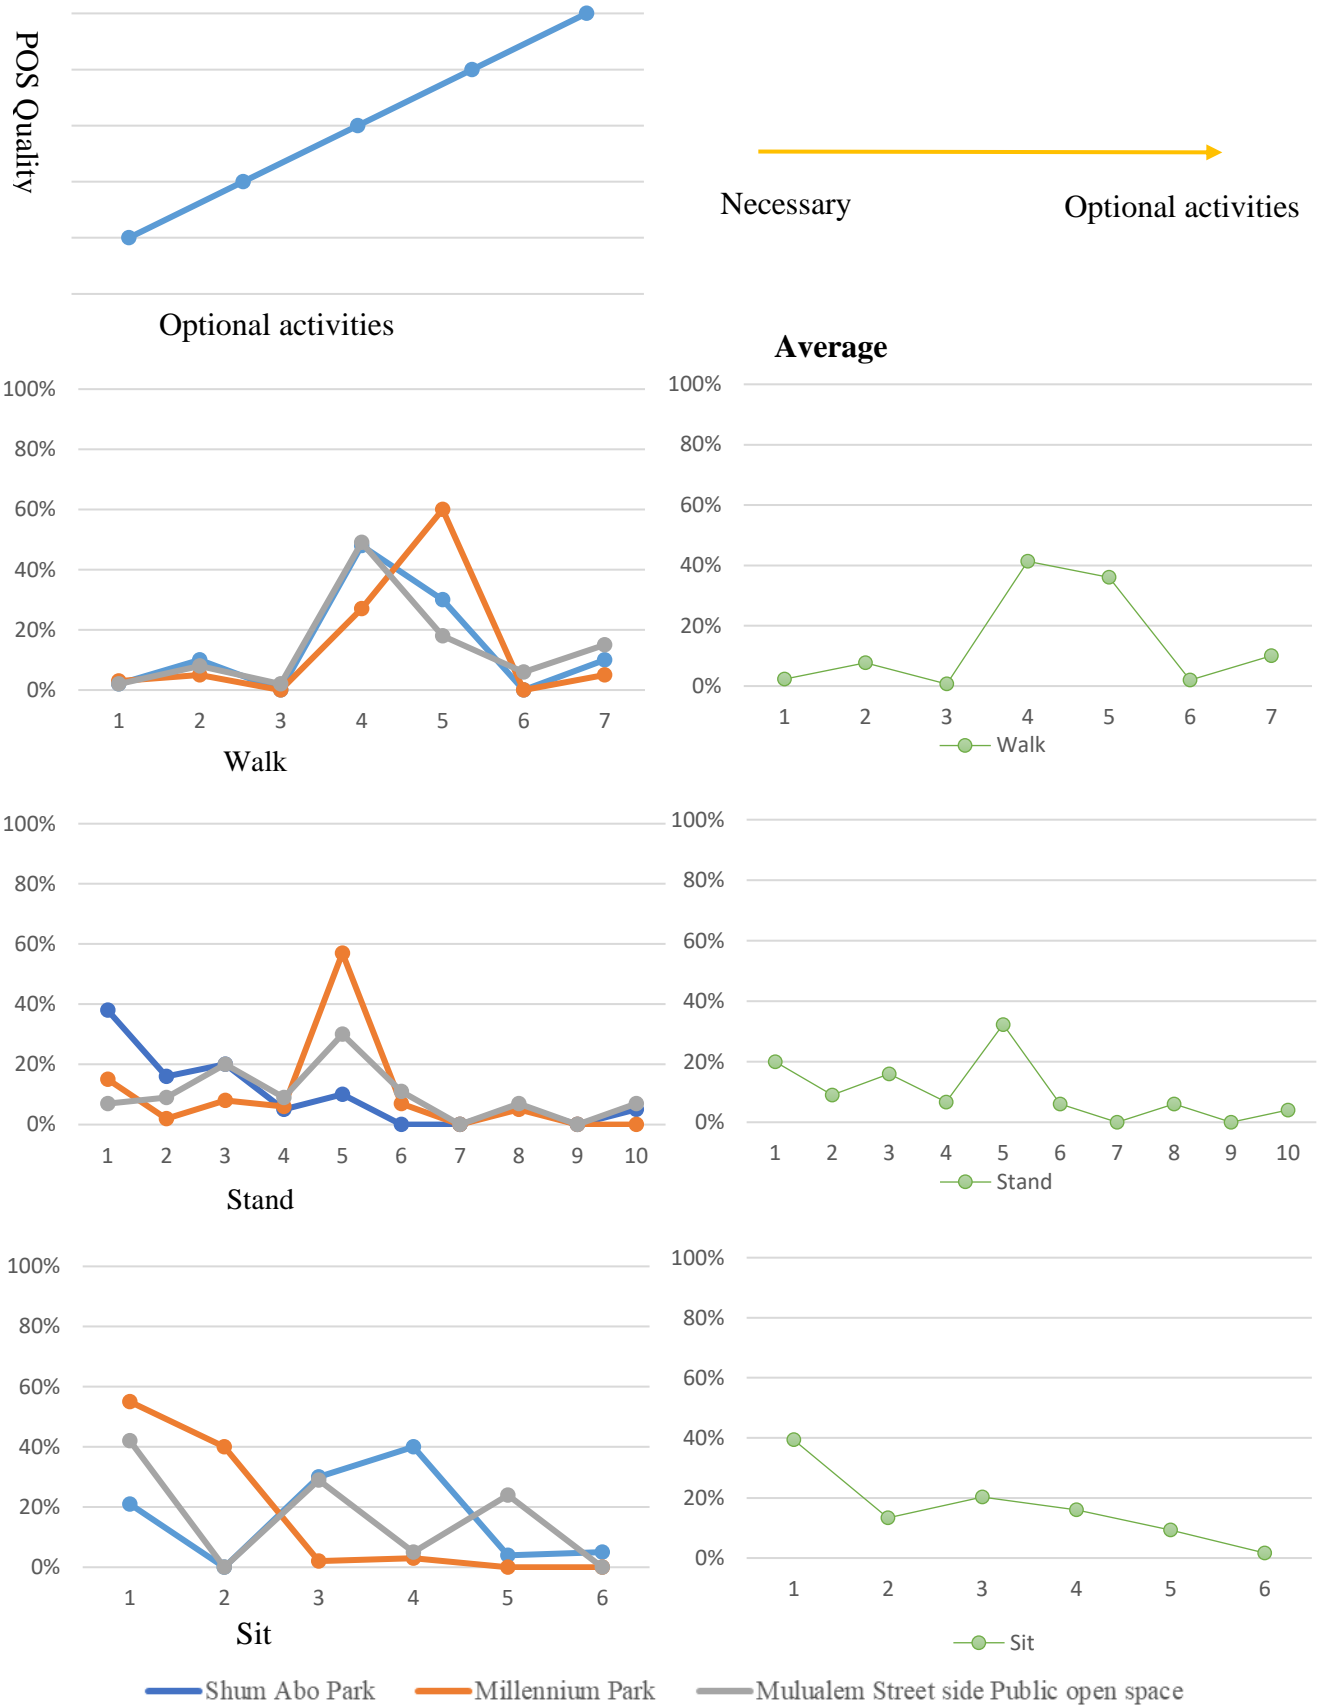 POS Quality
Optional activities
Necessary
Optional activities
Average
100%
80%
60%
40%
20%
0%
1 2 3 4 5 6 7
Walk
100%
80%
60%
40%
20%
0%
1 2 3 4 5 6 7
Walk
100%
80%
60%
40%
20%
0%
1 2 3 4 5 6 7 8 9 10
Stand
100%
80%
60%
40%
20%
0%
1 2 3 4 5 6 7 8 9 10
Stand
100%
80%
60%
40%
20%
0%
1 2 3 4 5 6
Sit
100%
80%
60%
40%
20%
0%
1 2 3 4 5 6
Sit
Shum Abo Park Millennium Park Mulualem Street side Public open space